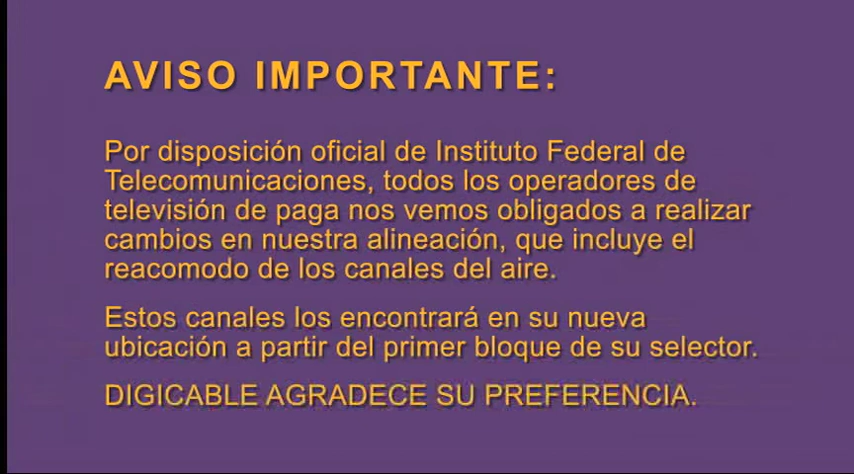 AVISO IMPORTANTE:
Por disposición oficial de Instituto Federal de
Telecomunicaciones, todos los operadores de
televisión de paga nos vemos obligados a realizar
cambios en nuestra alineación, que incluye el
reacomodo de los canales del aire.
Estos canales los encontrará en su nueva
ubicación a partir del primer bloque de su selector.
DIGICABLE AGRADECE SU PREFERENCIA.